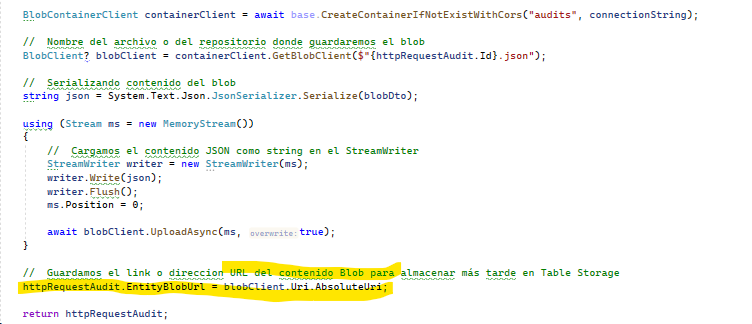 BlobContainerClient containerClient = await base.CreateContainerIfNotExistWithCors("audits", connectionString);
//  Nombre del archivo o del repositorio donde guardaremos el blob
BlobClient? blobClient = containerClient.GetBlobClient($"{httpRequestAudit.Id}.json");
//  Serializando contenido del blob
string json = System.Text.Json.JsonSerializer.Serialize(blobDto);
using (Stream ms = new MemoryStream())
{
//  Cargamos el contenido JSON como string en el StreamWriter
StreamWriter writer = new StreamWriter(ms);
writer.Write(json);
writer.Flush();
ms.Position = 0;
await blobClient.UploadAsync(ms, overwrite: true);
}
//  Guardamos el link o direccion URL del contenido Blob para almacenar más tarde en Table Storage
httpRequestAudit.EntityBlobUrl = blobClient.Uri.AbsoluteUri;
return httpRequestAudit;